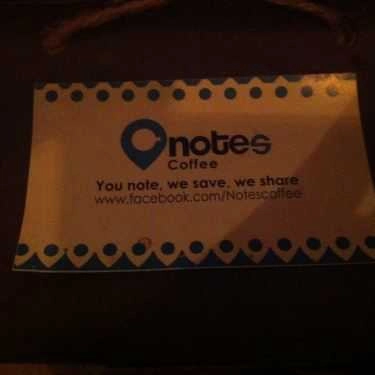 notes
Coffee
You note, we save, we share
www.facebook.com/Notescoffee